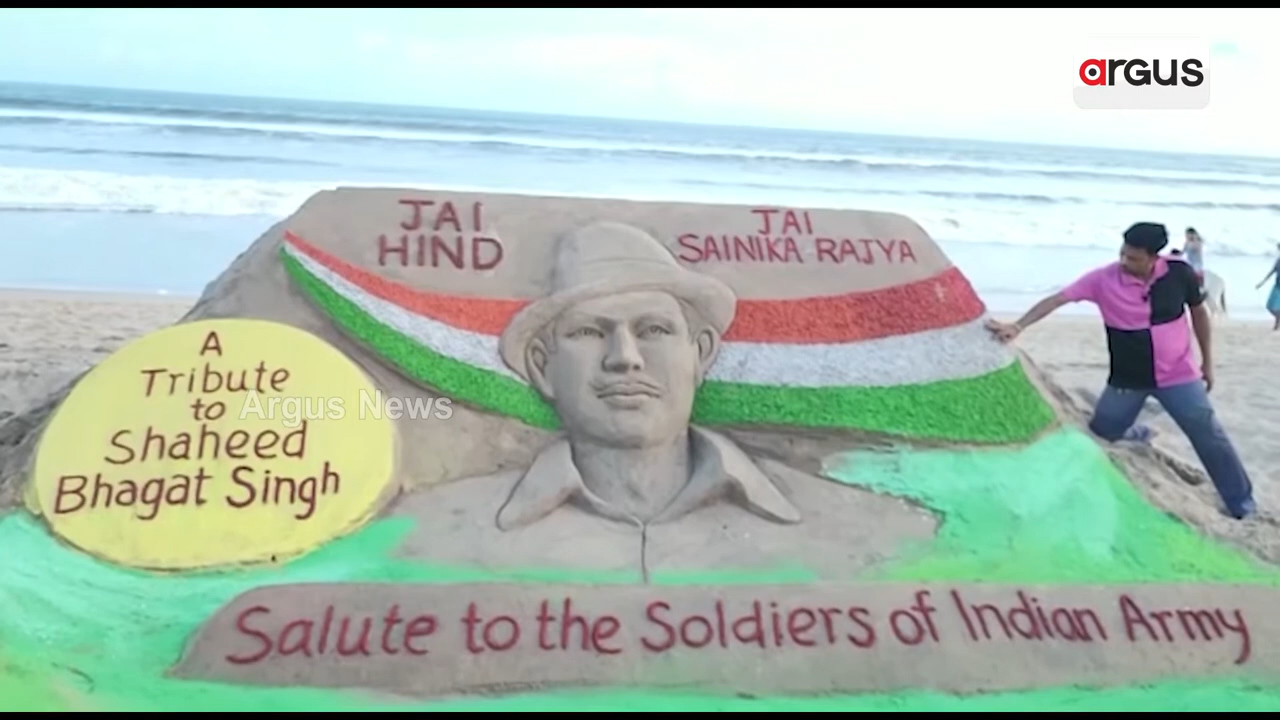 argus
JAI
HIND
JAI
SAINIKA RAJYA
A
Tribute
to
Shaheed
Bhagat Singh
Argus News
Salute to the Soldiers of Indian Army